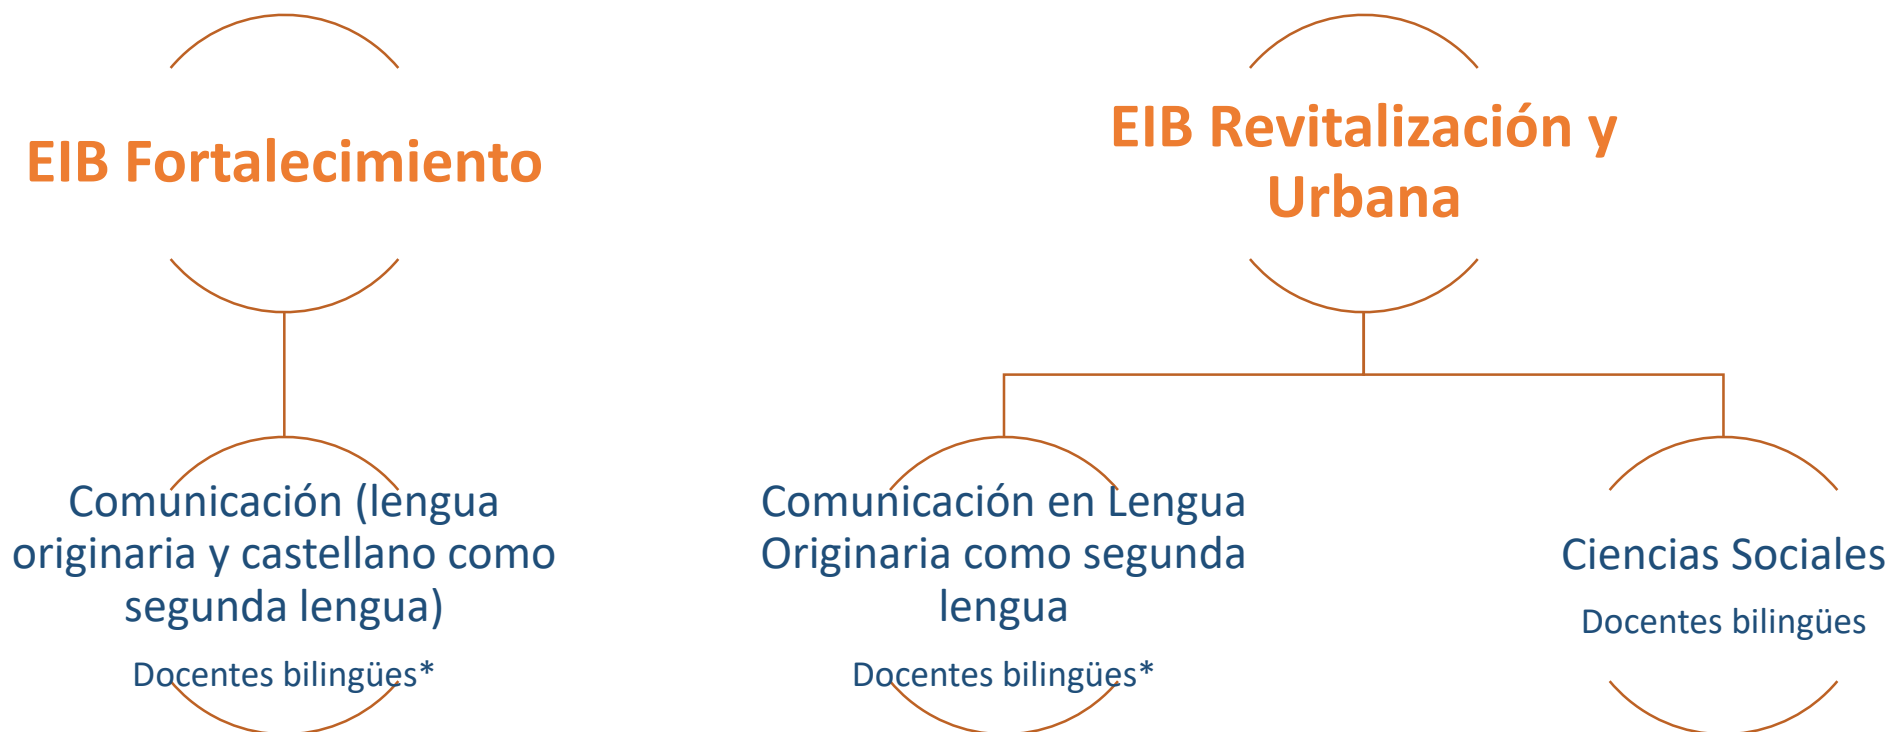 EIB Fortalecimiento
EIB Revitalización y
Urbana
Comunicación (lengua
originaria y castellano como
segunda lengua)
Docentes bilingües*
Comunicación en Lengua
Originaria como segunda
lengua
Docentes bilingües*
Ciencias Sociales
Docentes bilingües